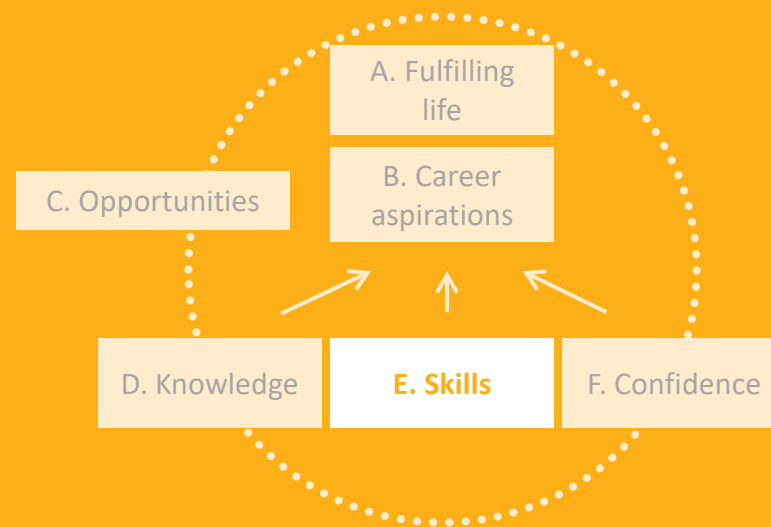 A. Fulfilling
life
B. Career
aspirations
C. Opportunities
D. Knowledge
E. Skills
F. Confidence